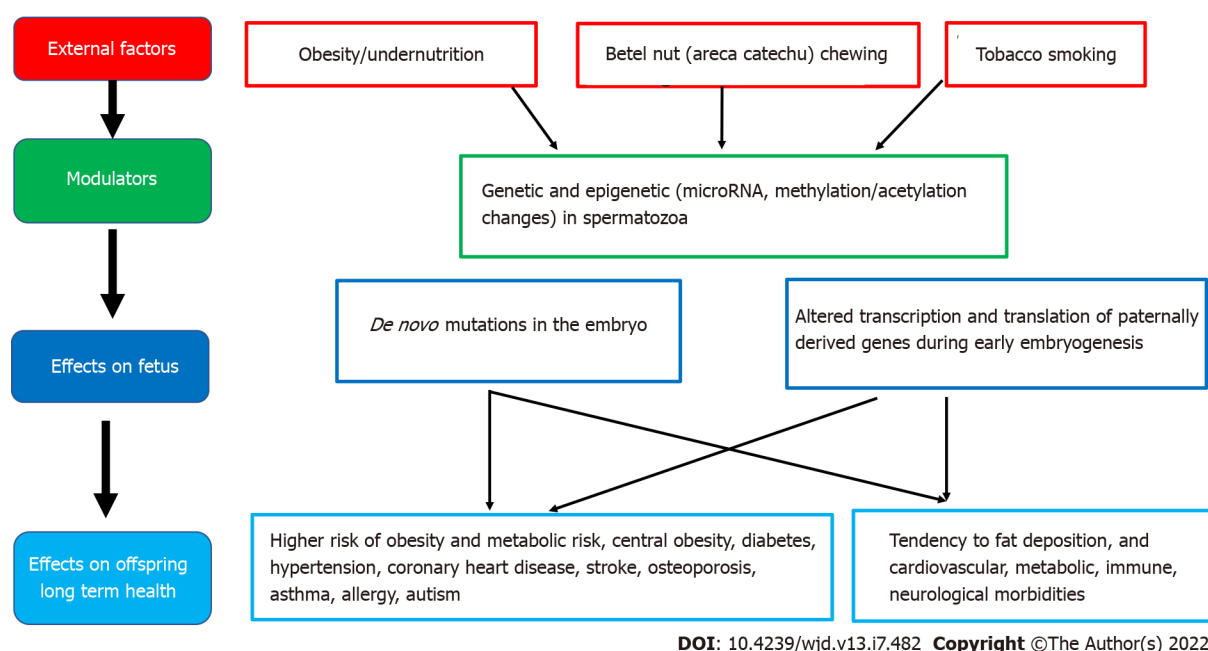 External factors
Obesity/undernutrition
Betel nut (areca catechu) chewing
Tobacco smoking
Modulators
Genetic and epigenetic (microRNA, methylation/acetylation
changes) in spermatozoa
Effects on fetus
De novo mutations in the embryo
Altered transcription and translation of paternally
derived genes during early embryogenesis
Effects on offspring
long term health
Higher risk of obesity and metabolic risk, central obesity, diabetes,
hypertension, coronary heart disease, stroke, osteoporosis,
asthma, allergy, autism
Tendency to fat deposition, and
cardiovascular, metabolic, immune,
neurological morbidities
DOI: 10.4239/wjd.v13.i7.482 Copyright ©The Author(s) 2022